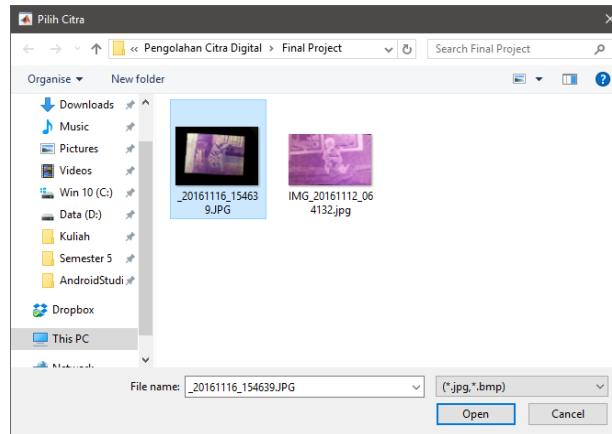 Pilih Citra
« Pengolahan Citra Digital > Final Project
Search Final Project
Organise
New folder
Downloads
Music
Pictures
Videos
Win 10 (C:)
Data (D:)
Kuliah
Semester 5
AndroidStudi
Dropbox
This PC
_20161116_15463
9.JPG
IMG_20161112_06
4132.jpg
File name: _20161116_154639.JPG
(*.jpg,*.bmp)
Open
Cancel